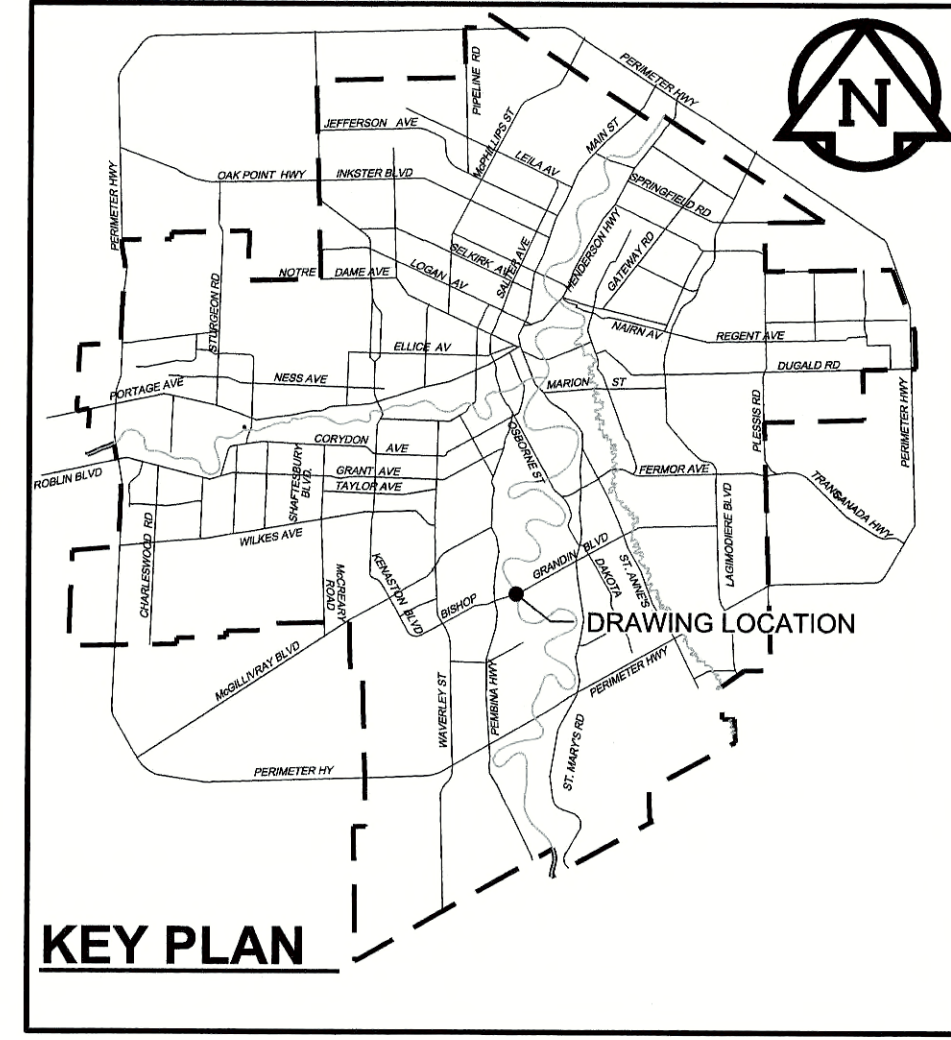 N
PERIMETER HWY
PIPELINE RD
McPHILLIPS ST
MAIN ST
JEFFERSON AVE
LEILA AV
OAK POINT HWY
INKSTER BLVD
SPRINGFIELD RD
PERIMETER HWY
HENDERSON HWY
GATEWAY RD
SELKIRK AV
SALTER AVE
NOTRE DAME AVE
LOGAN AV
STURGEON RD
NAIRN AV
REGENT AVE
ELLICE AV
DUGALD RD
NESS AVE
MARION ST
PORTAGE AVE
PLESSIS RD
PERIMETER HWY
OSBORNE ST
CORYDON AVE
ROBLIN BLVD
GRANT AVE
FERMOR AVE
SHAFTESBURY
BLVD.
TAYLOR AVE
TRANSCANADA HWY
LAGIMODIERE BLVD
CHARLESWOOD RD
WILKES AVE
KENASTON BLVD
McCREARY
ROAD
BISHOP GRANDIN BLVD
DAKOTA
ST. ANNE'S
DRAWING LOCATION
McGILLIVRAY BLVD
WAVERLEY ST
PEMBINA HWY
PERIMETER HWY
ST. MARY'S RD
PERIMETER HY
KEY PLAN